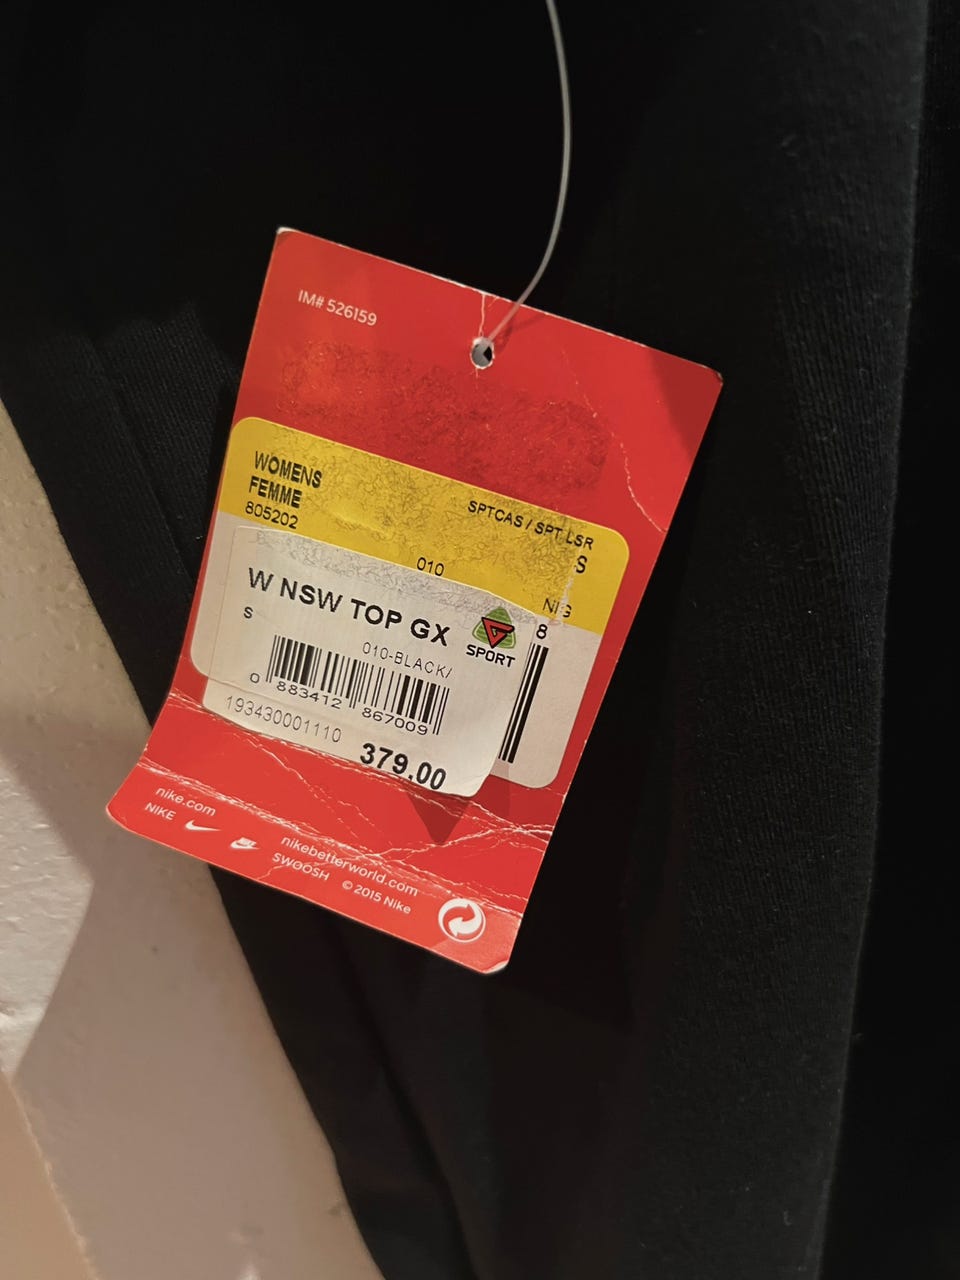 IM# 526159
WOMENS
FEMME
805202
SPTCAS / SPT LSR
S
010
W NSW TOP GX
S
SPORT
8
010-BLACK/
0 883412 867009
193430001110
379.00
nike.com
NIKE
nikebetterworld.com
SWOOSH © 2015 Nike